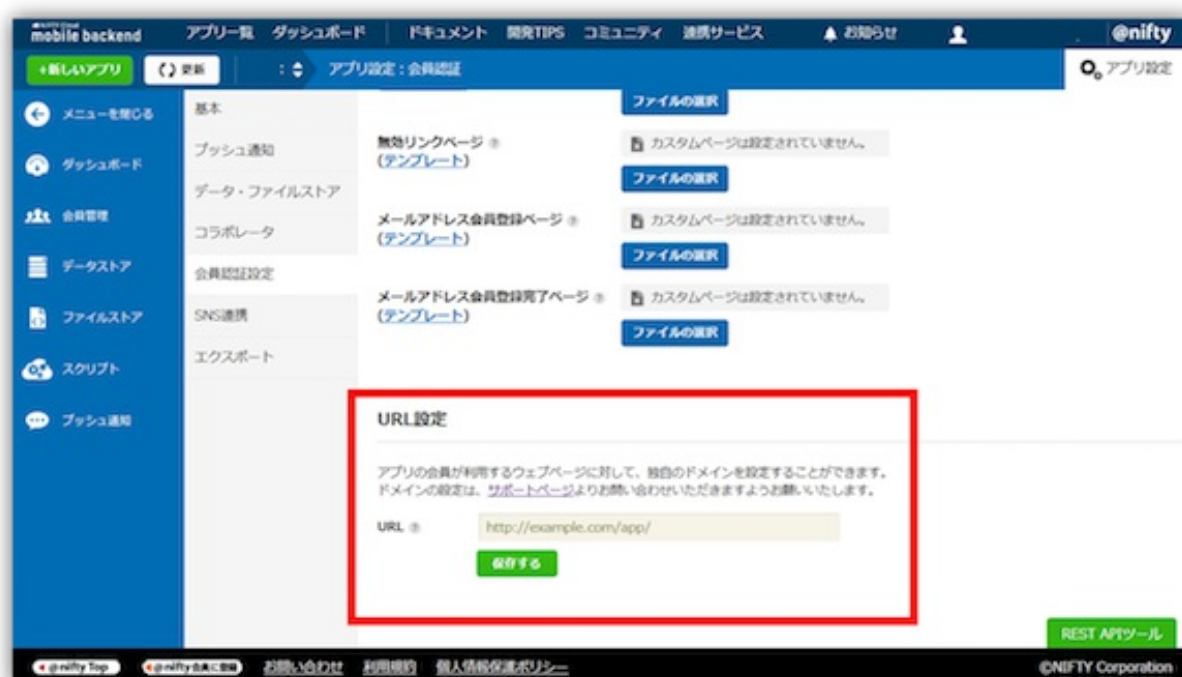 @NIFTY Cloud
mobile backend
アプリ一覧 ダッシュボード ドキュメント 開発TIPS コミュニティ 連携サービス お知らせ @nifty
+新しいアプリ 更新 : アプリ設定:会員認証 アプリ設定
メニューを閉じる
ダッシュボード
会員管理
データストア
ファイルストア
スクリプト
プッシュ通知
基本
プッシュ通知
データ・ファイルストア
コラボレータ
会員認証設定
SNS連携
エクスポート
ファイルの選択
無効リンクページ
(テンプレート)
カスタムページは設定されていません。
ファイルの選択
メールアドレス会員登録ページ
(テンプレート)
カスタムページは設定されていません。
ファイルの選択
メールアドレス会員登録完了ページ
(テンプレート)
カスタムページは設定されていません。
ファイルの選択
URL設定
アプリの会員が利用するウェブページに対して、独自のドメインを設定することができます。
ドメインの設定は、サポートページよりお問い合わせいただきますようお願いいたします。
URL http://example.com/app/
保存する
REST APIツール
@nifty Top @nifty会員に登録 お問い合わせ 利用規約 個人情報保護ポリシー ©NIFTY Corporation